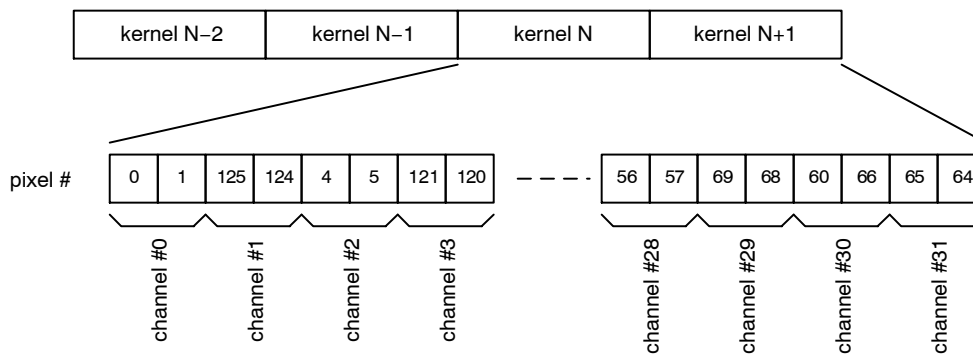 kernel N−2 kernel N−1 kernel N kernel N+1
pixel # 0 1 125 124 4 5 121 120 56 57 69 68 60 66 65 64
channel #0 channel #1 channel #2 channel #3 channel #28 channel #29 channel #30 channel #31